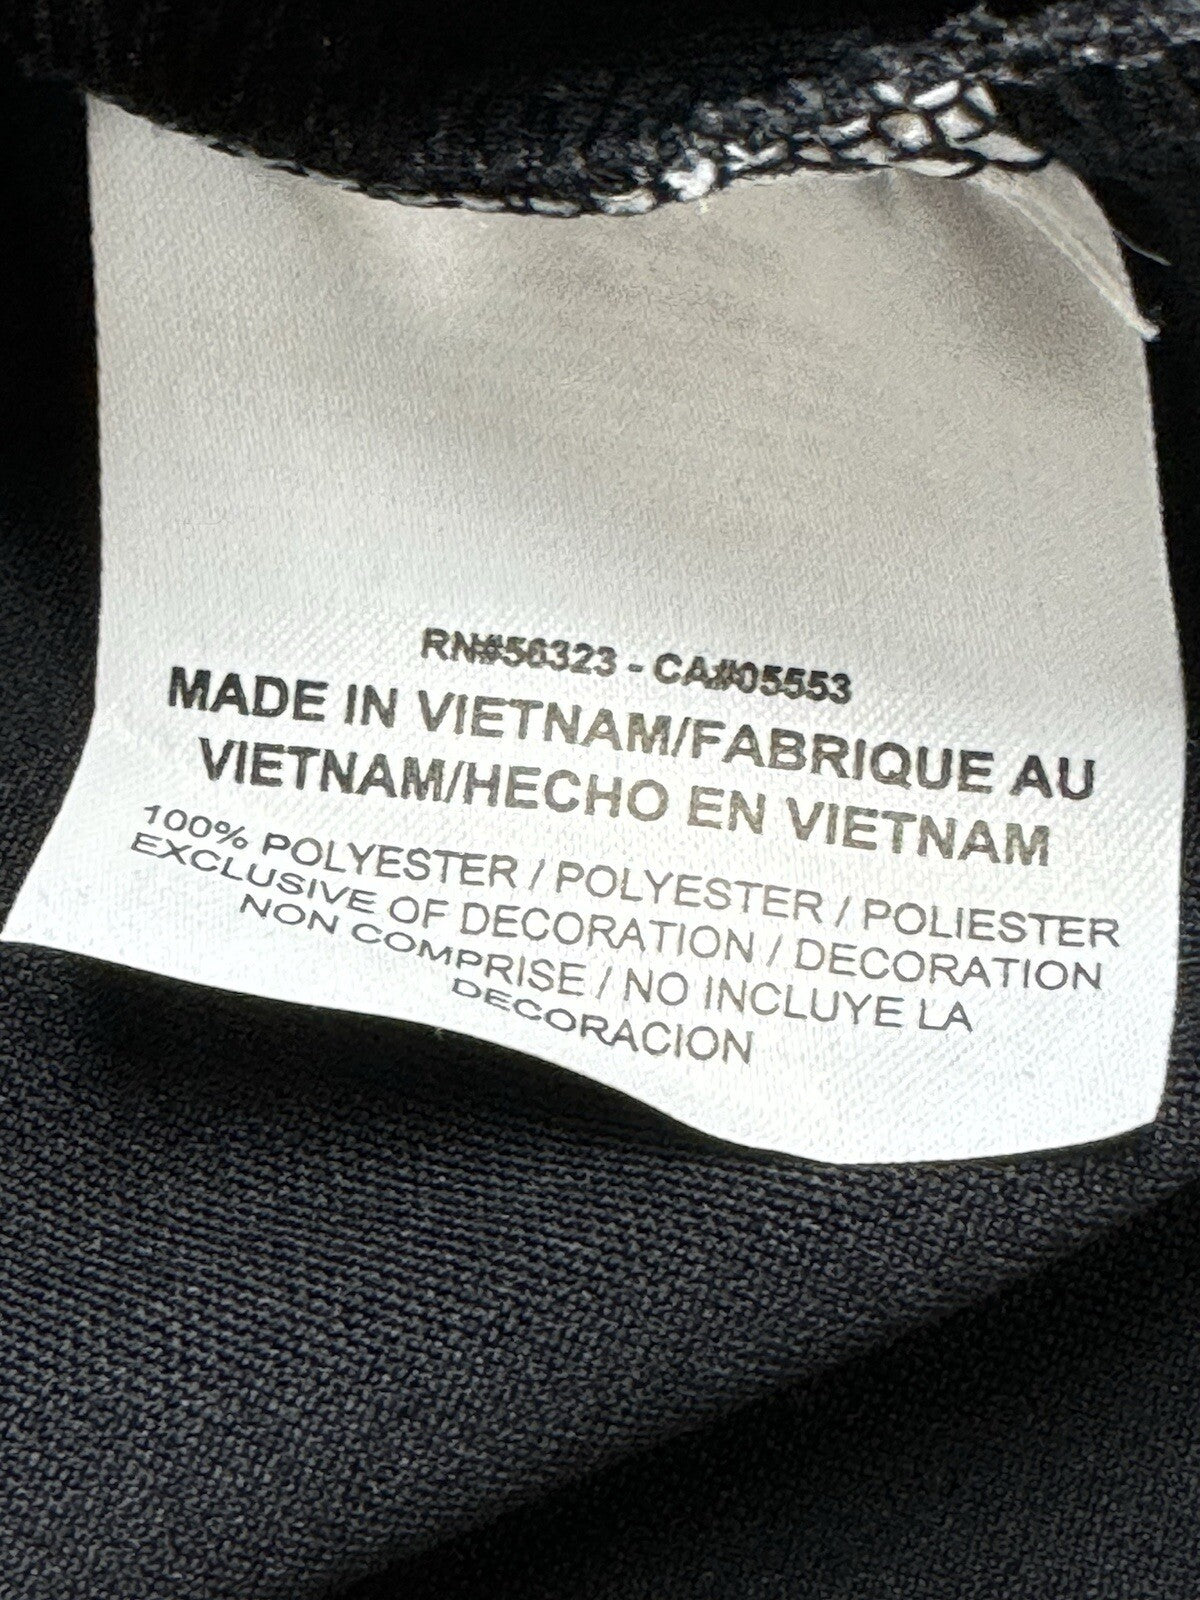 RN#56323 - CA#05553
MADE IN VIETNAM/FABRIQUE AU
VIETNAM/HECHO EN VIETNAM
100% POLYESTER / POLYESTER / POLIESTER
EXCLUSIVE OF DECORATION / DECORATION
NON COMPRISE / NO INCLUYE LA
DECORACION